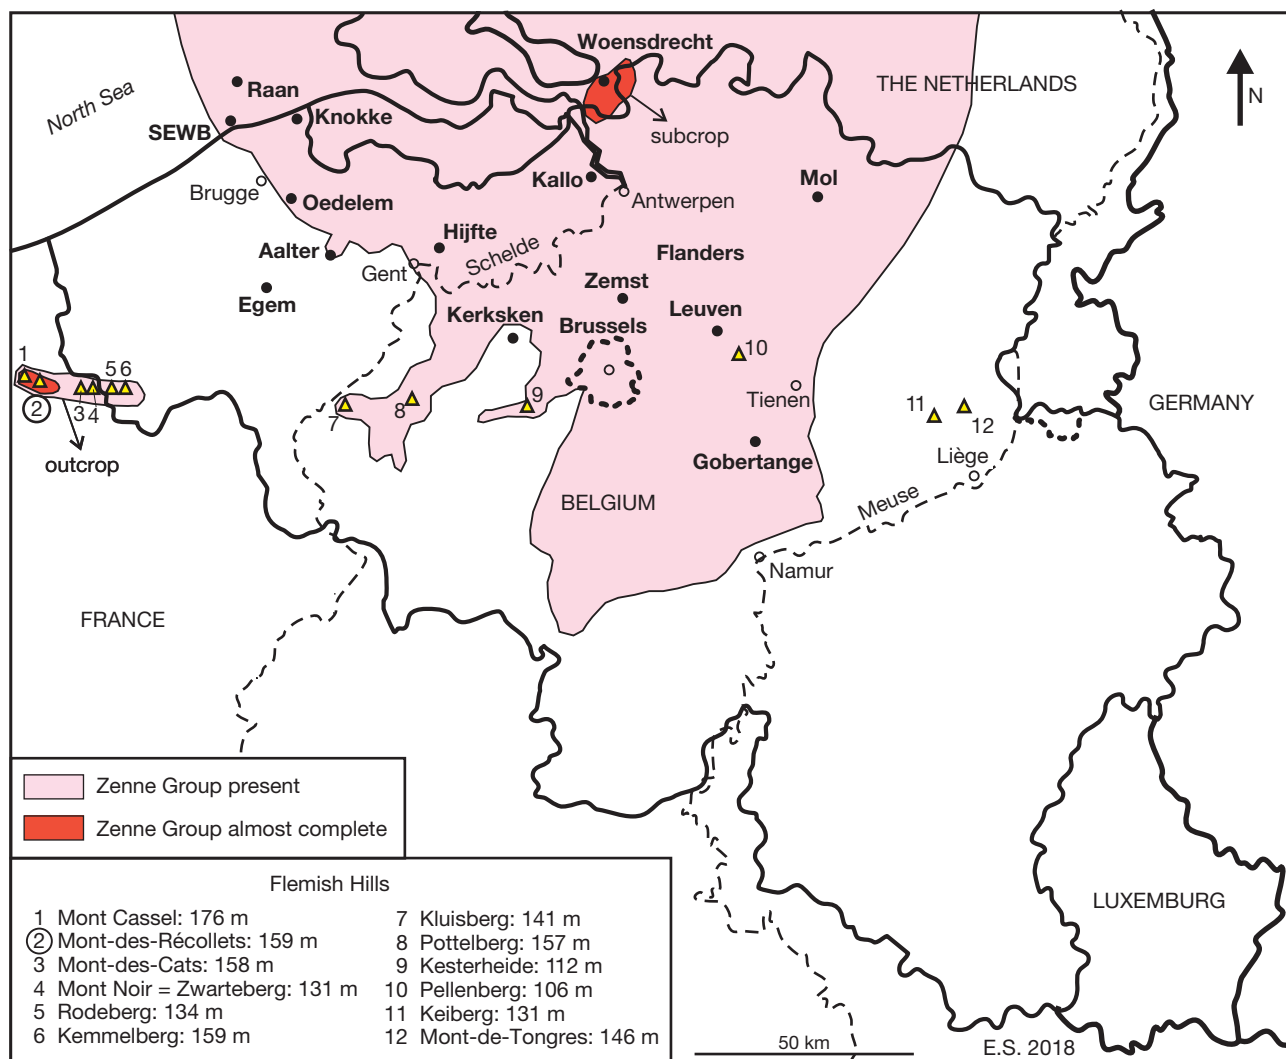 Woensdrecht
THE NETHERLANDS
North Sea
Raan
N
SEWB
Knokke
subcrop
Brugge
Kallo
Mol
Antwerpen
Oedelem
Aalter
Hijfte
Schelde
Flanders
Gent
Egem
Zemst
Kerksken
Brussels
Leuven
1
5 6
10
2
3
4
7
8
9
Tienen
11
12
GERMANY
outcrop
Gobertange
Liège
BELGIUM
Meuse
Namur
FRANCE
LUXEMBURG
Zenne Group present
Zenne Group almost complete
Flemish Hills
1 Mont Cassel: 176 m
2 Mont-des-Récollets: 159 m
3 Mont-des-Cats: 158 m
4 Mont Noir = Zwarteberg: 131 m
5 Rodeberg: 134 m
6 Kemmelberg: 159 m
7 Kluisberg: 141 m
8 Pottelberg: 157 m
9 Kesterheide: 112 m
10 Pellenberg: 106 m
11 Keiberg: 131 m
12 Mont-de-Tongres: 146 m
50 km
E.S. 2018